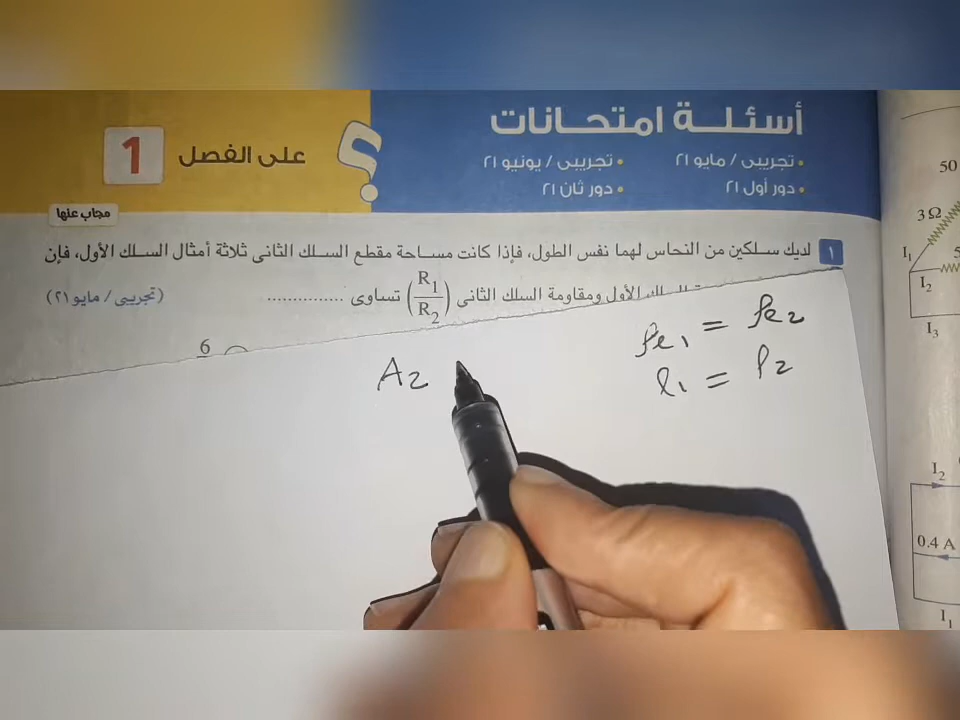 أسئلة امتحانات
على الفصل 1
• تجريبى / مايو ٢١ • تجريبى / يونيو ٢١
• دور أول ٢١ • دور ثان ٢١
مجاب عنها
١ لديك سلكين من النحاس لهما نفس الطول، فإذا كانت مساحة مقطع السلك الثانى ثلاثة أمثال السلك الأول، فإن
السلك الأول ومقاومة السلك الثانى (R1/R2) تساوى ............... (تجريبى / مايو ٢١)
6
ρe1 = ρe2
l1 = l2
A2
50
3 Ω
I1
5
I2
I3
I2
0.4 A
I1